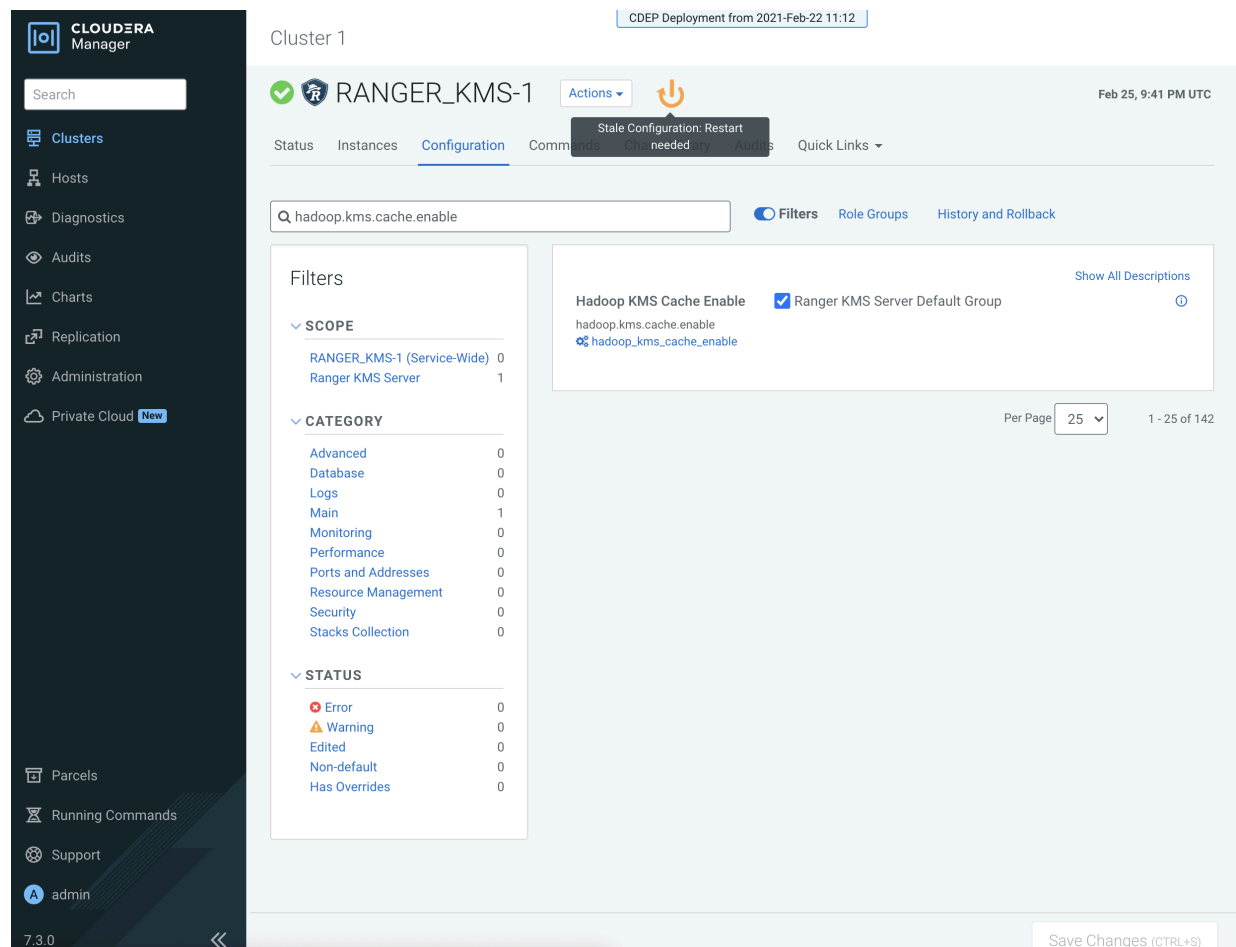 CLOUDERA
Manager
Search
Clusters
Hosts
Diagnostics
Audits
Charts
Replication
Administration
Private Cloud New
Parcels
Running Commands
Support
A admin
7.3.0
CDEP Deployment from 2021-Feb-22 11:12
Cluster 1
RANGER_KMS-1
Actions
Feb 25, 9:41 PM UTC
Stale Configuration: Restart
needed
Status Instances Configuration Commands Audits Quick Links
hadoop.kms.cache.enable
Filters Role Groups History and Rollback
Filters
SCOPE
RANGER_KMS-1 (Service-Wide) 0
Ranger KMS Server 1
CATEGORY
Advanced 0
Database 0
Logs 0
Main 1
Monitoring 0
Performance 0
Ports and Addresses 0
Resource Management 0
Security 0
Stacks Collection 0
STATUS
Error 0
Warning 0
Edited 0
Non-default 0
Has Overrides 0
Show All Descriptions
Hadoop KMS Cache Enable Ranger KMS Server Default Group
hadoop.kms.cache.enable
hadoop_kms_cache_enable
Per Page 25 1 - 25 of 142
Save Changes (CTRL+S)